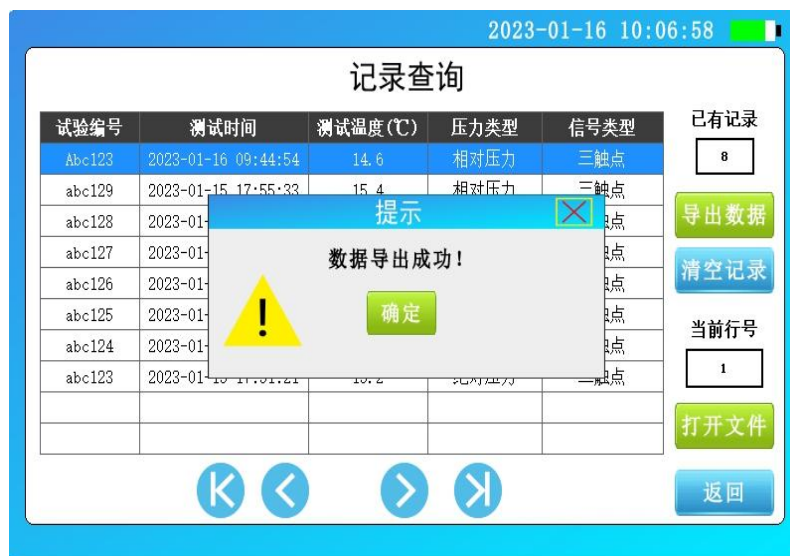 2023-01-16 10:06:58
记录查询
试验编号 测试时间 测试温度(℃) 压力类型 信号类型
Abc123 2023-01-16 09:44:54 14.6 相对压力 三触点
abc129 2023-01-15 17:55:33 15.4 相对压力 三触点
abc128 2023-01-
abc127 2023-01-
abc126 2023-01-
abc125 2023-01-
abc124 2023-01-
abc123 2023-01-
提示
数据导出成功!
确定
已有记录
8
导出数据
清空记录
当前行号
1
打开文件
返回